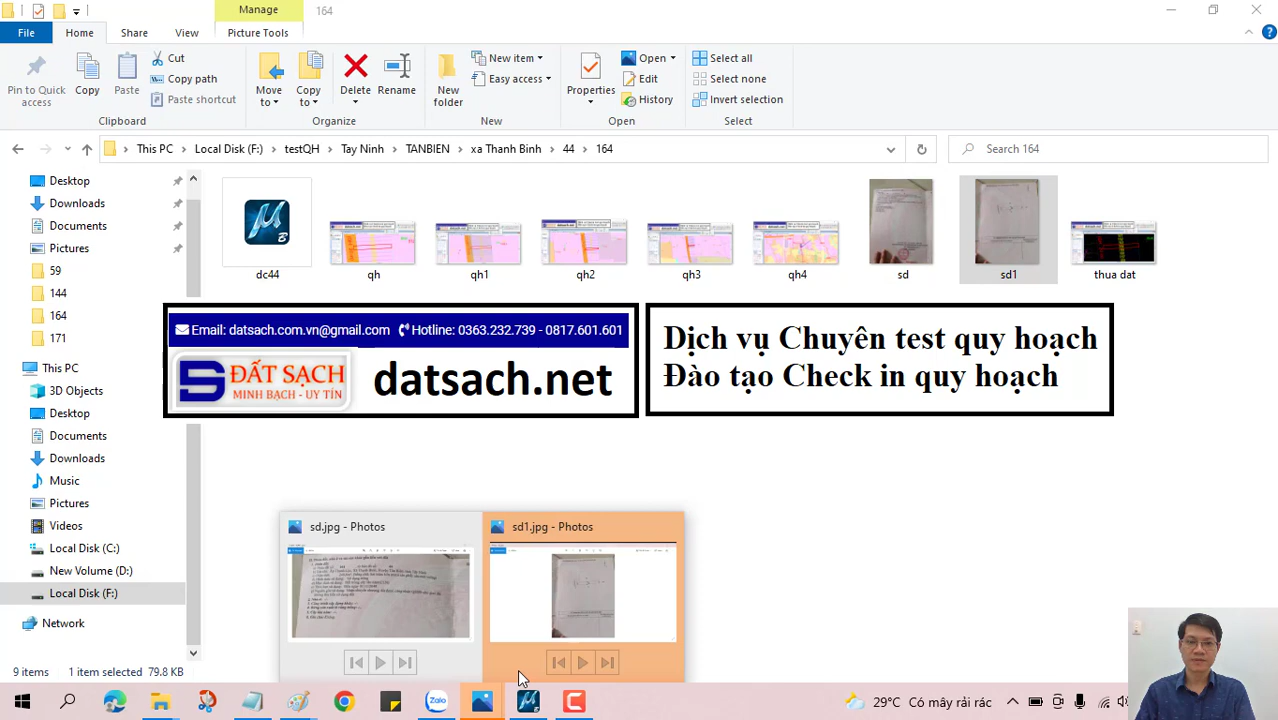 Manage
164
File
Home
Share
View
Picture Tools
Pin to Quick access
Copy
Paste
Cut
Copy path
Paste shortcut
Move to
Copy to
Delete
Rename
New folder
New item
Easy access
Properties
Open
Edit
History
Select all
Select none
Invert selection
Clipboard
Organize
New
Open
Select
This PC
Local Disk (F:)
testQH
Tay Ninh
TANBIEN
xa Thanh Binh
44
164
Search 164
Desktop
Downloads
Documents
Pictures
59
144
164
171
This PC
3D Objects
Desktop
Documents
Downloads
Music
Pictures
Videos
Local Disk (C:)
New Volume (D:)
Local Disk (F:)
Network
dc44
qh
qh1
qh2
qh3
qh4
sd
sd1
thua dat
Email: datsach.com.vn@gmail.com Hotline: 0363.232.739 - 0817.601.601
ĐẤT SẠCH
MINH BẠCH - UY TÍN
datsach.net
Dịch vụ Chuyên test quy hoạch
Đào tạo Check in quy hoạch
sd.jpg - Photos
sd1.jpg - Photos
9 items
1 item selected 79.8 KB
Zalo
29°C Có mây rải rác